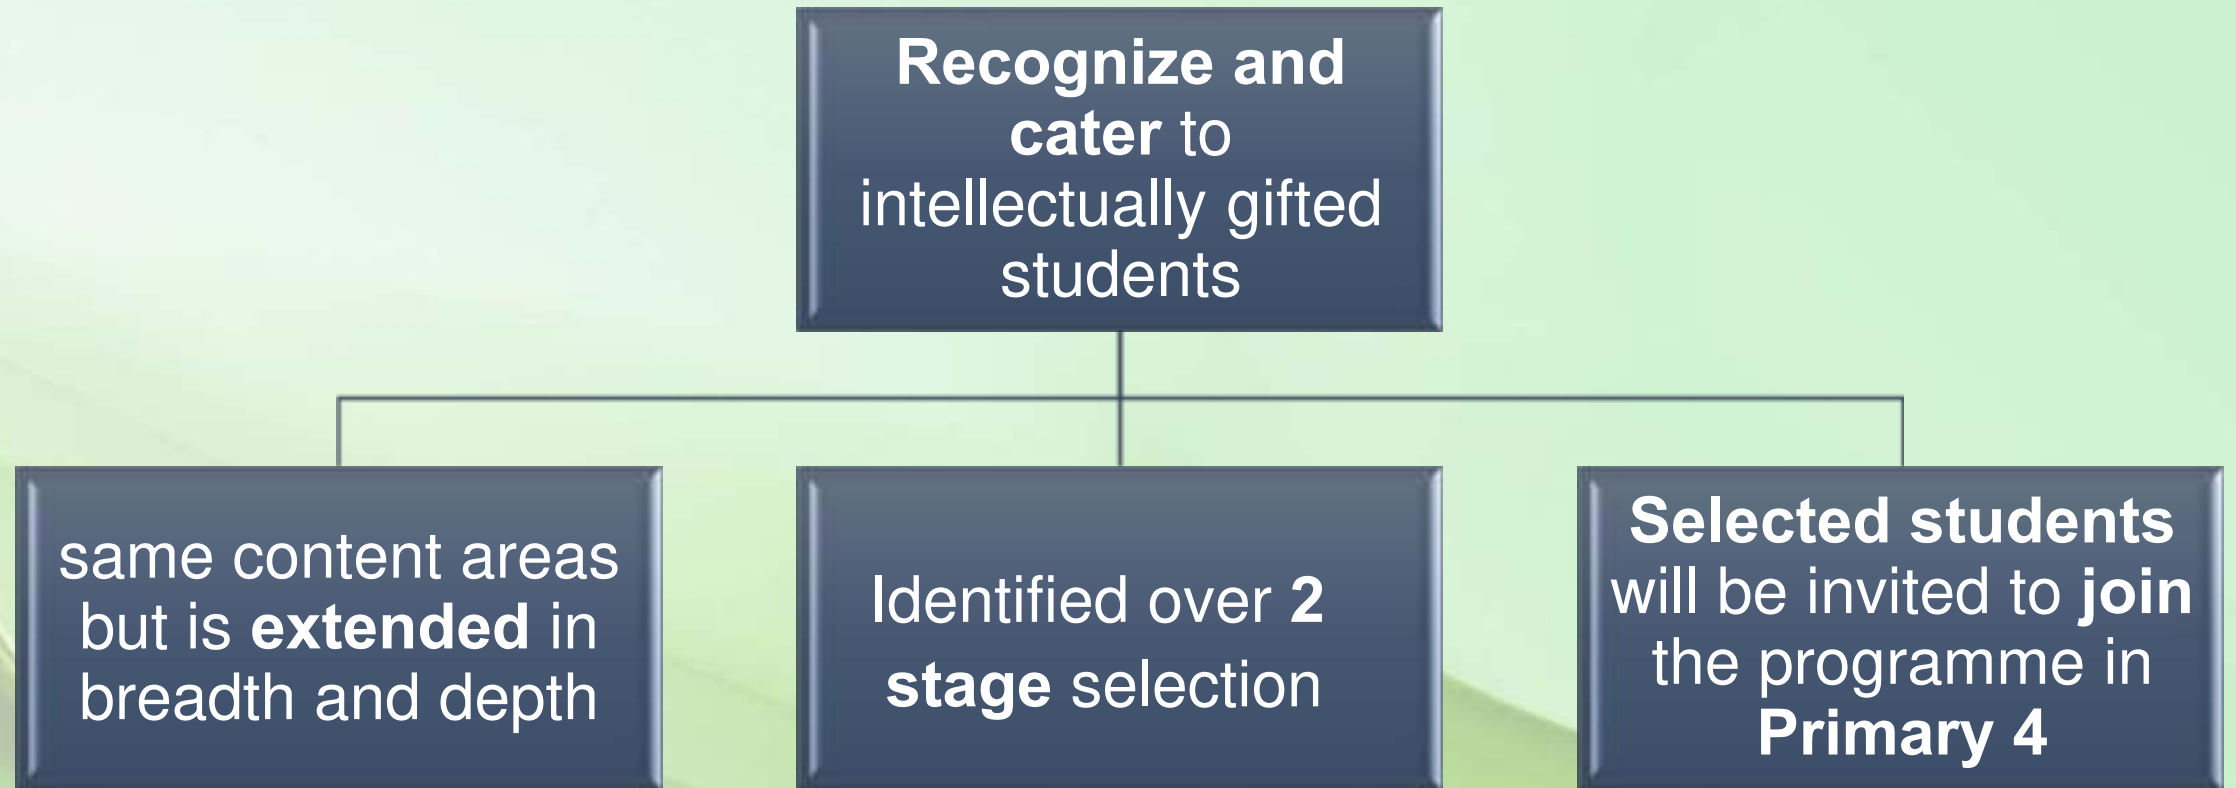 Recognize and
cater to
intellectually gifted
students
same content areas
but is extended in
breadth and depth
Identified over 2
stage selection
Selected students
will be invited to join
the programme in
Primary 4